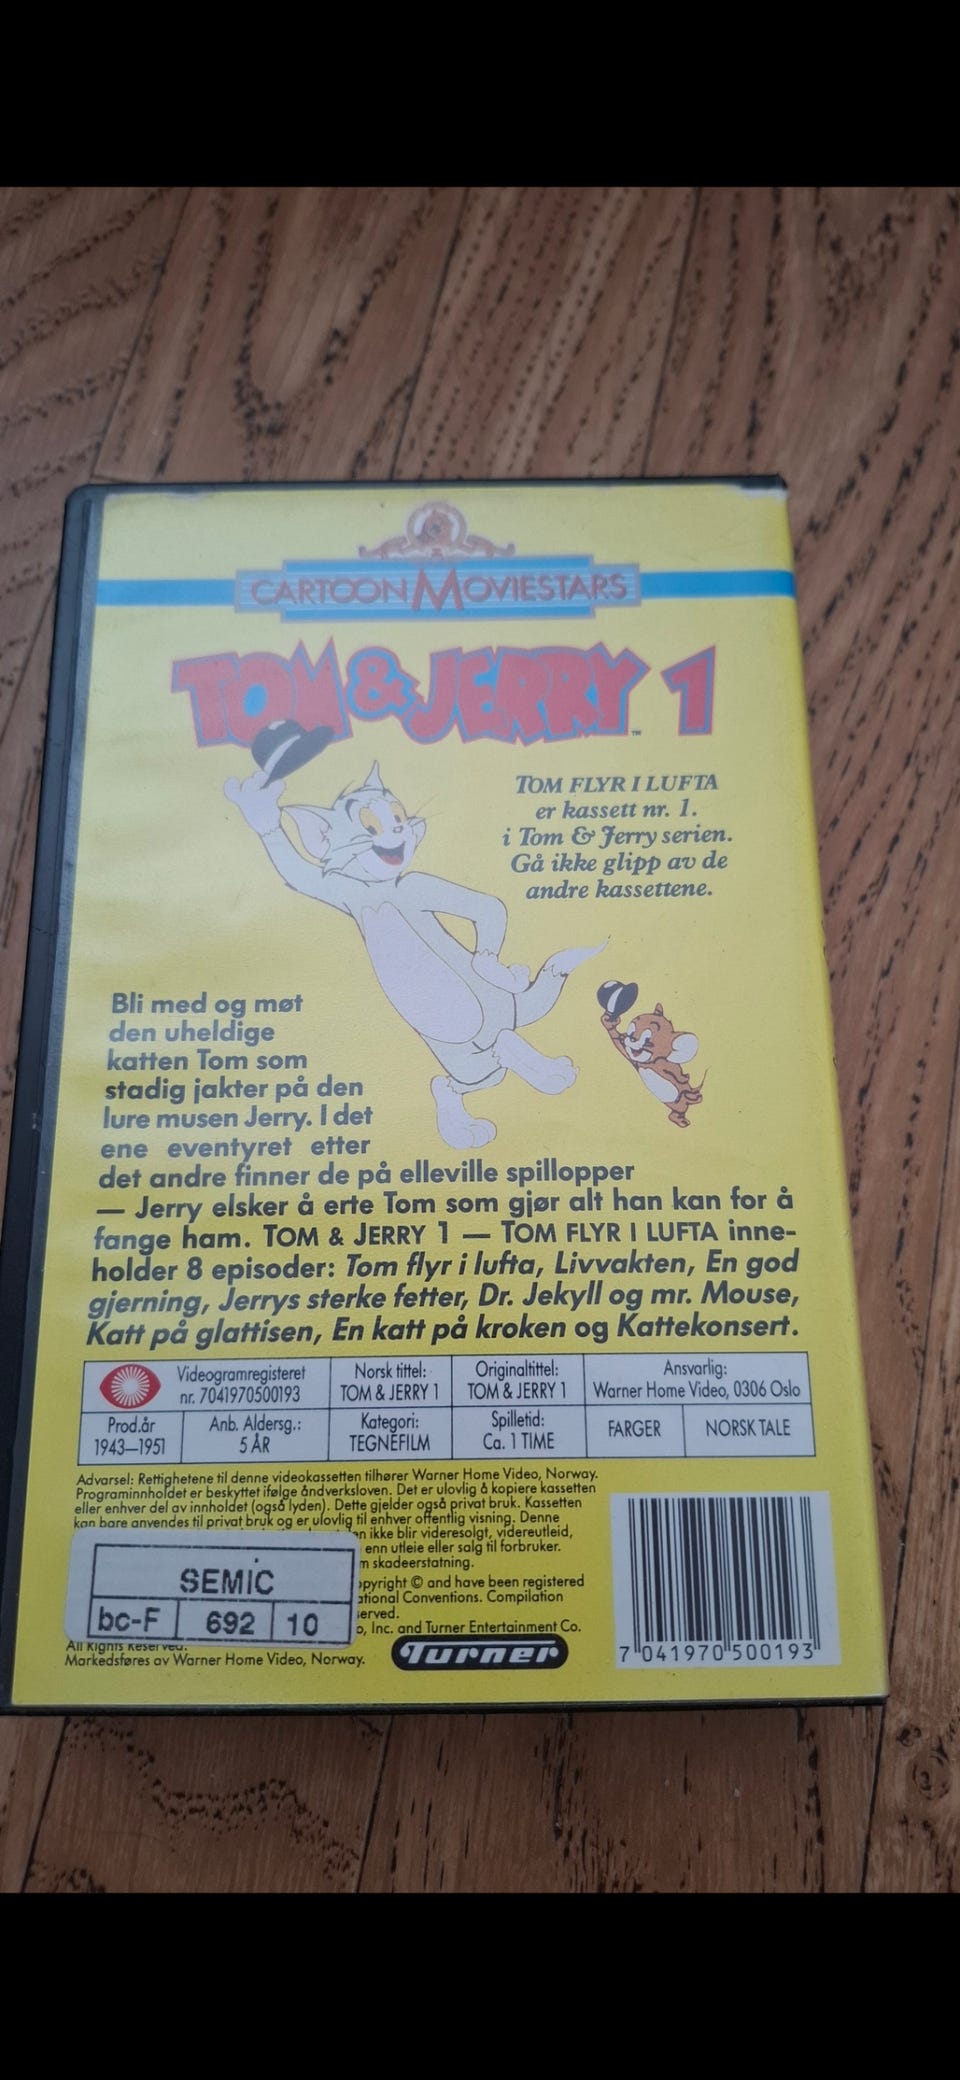 CARTOON MOVIESTARS
TOM & JERRY 1
TM
TOM FLYR I LUFTA
er kassett nr. 1.
i Tom & Jerry serien.
Gå ikke glipp av de
andre kassettene.
Bli med og møt
den uheldige
katten Tom som
stadig jakter på den
lure musen Jerry. I det
ene eventyret etter
det andre finner de på elleville spillopper
— Jerry elsker å erte Tom som gjør alt han kan for å
fange ham. TOM & JERRY 1 — TOM FLYR I LUFTA inne-
holder 8 episoder: Tom flyr i lufta, Livvakten, En god
gjerning, Jerrys sterke fetter, Dr. Jekyll og mr. Mouse,
Katt på glattisen, En katt på kroken og Kattekonsert.
Videogramregisteret
nr. 7041970500193
Norsk tittel:
TOM & JERRY 1
Originaltittel:
TOM & JERRY 1
Ansvarlig:
Warner Home Video, 0306 Oslo
Prod.år
1943—1951
Anb. Aldersg.:
5 ÅR
Kategori:
TEGNEFILM
Spilletid:
Ca. 1 TIME
FARGER
NORSK TALE
Advarsel: Rettighetene til denne videokassetten tilhører Warner Home Video, Norway.
Programinnholdet er beskyttet ifølge åndverksloven. Det er ulovlig å kopiere kassetten
eller enhver del av innholdet (også lyden). Dette gjelder også privat bruk. Kassetten
kan bare anvendes til privat bruk og er ulovlig til enhver offentlig visning. Denne
ikke blir videresolgt, videreutleid,
enn utleie eller salg til forbruker.
skadeerstatning.
© and have been registered
Conventions. Compilation
Inc. and Turner Entertainment Co.
All Rights Reserved.
Markedsføres av Warner Home Video, Norway.
SEMIC
bc-F 692 10
Turner
7 041970 500193